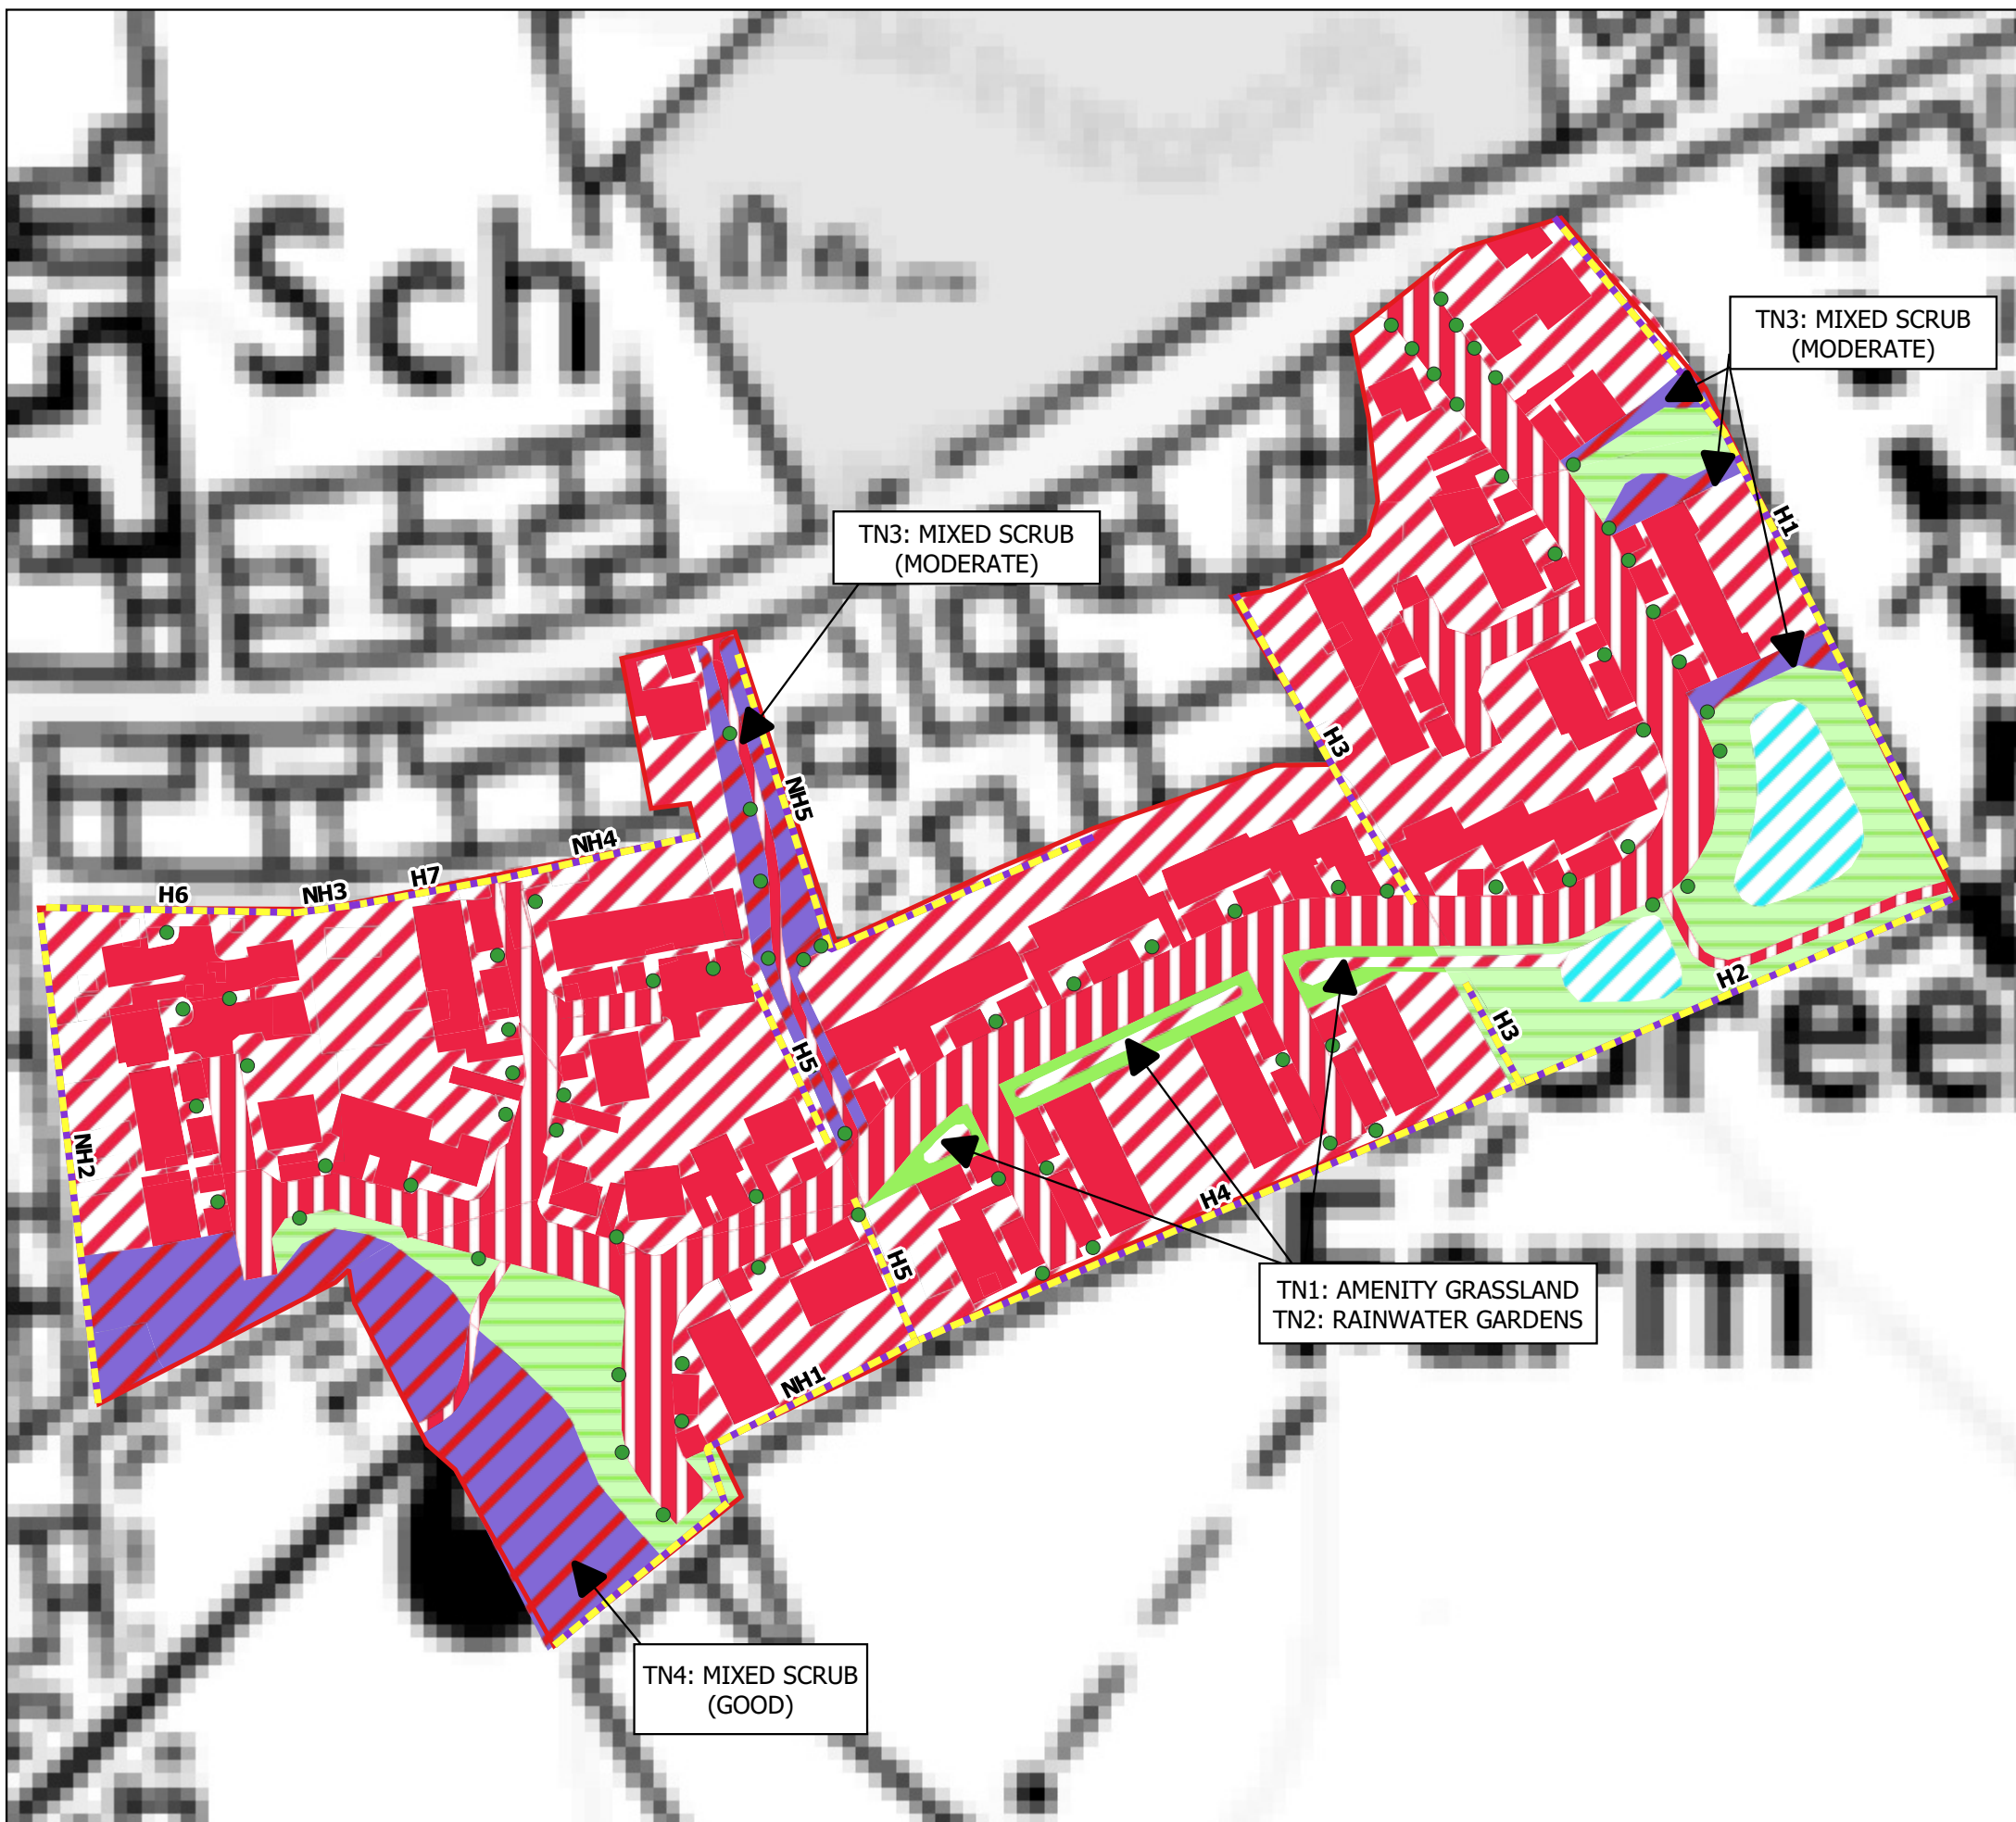 Sch
TN3: MIXED SCRUB
(MODERATE)
TN3: MIXED SCRUB
(MODERATE)
H1
H3
NH5
NH4
H7
H6
NH3
H2
H3
H5
NH2
H4
H5
Farm
TN1: AMENITY GRASSLAND
TN2: RAINWATER GARDENS
NH1
TN4: MIXED SCRUB
(GOOD)